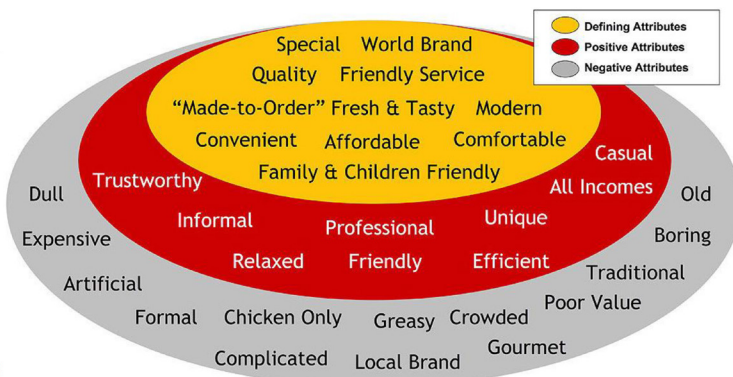 Special World Brand
Quality Friendly Service
“Made-to-Order” Fresh & Tasty Modern
Convenient Affordable Comfortable
Family & Children Friendly
Defining Attributes
Positive Attributes
Negative Attributes
Casual
Trustworthy
All Incomes
Informal
Professional
Unique
Relaxed
Friendly
Efficient
Dull
Old
Expensive
Boring
Artificial
Traditional
Formal
Chicken Only
Greasy
Crowded
Poor Value
Complicated
Local Brand
Gourmet